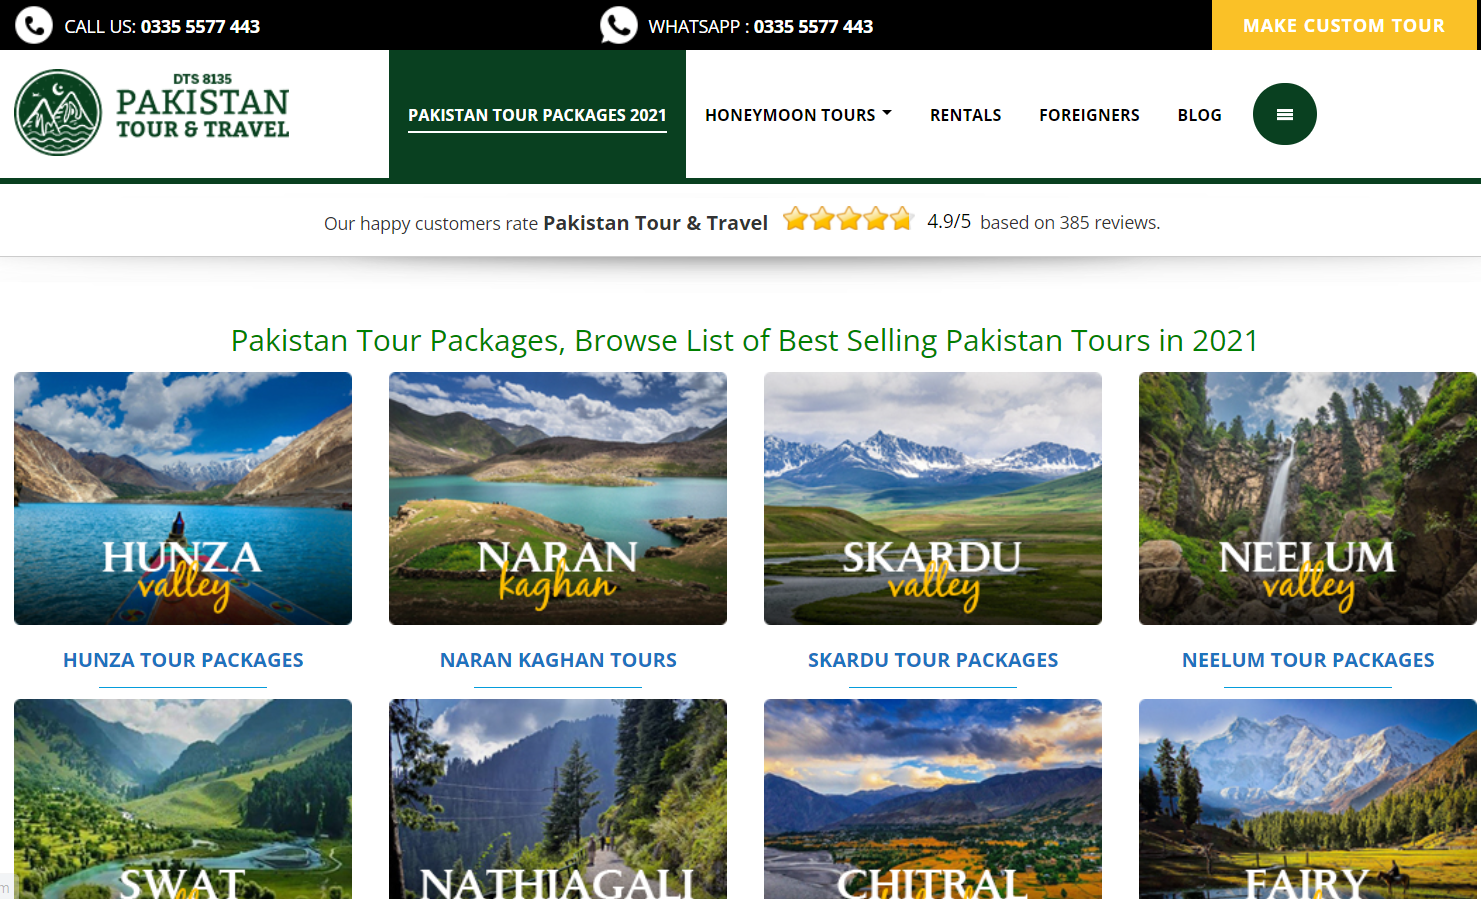 CALL US: 0335 5577 443
WHATSAPP : 0335 5577 443
MAKE CUSTOM TOUR
DTS 8135
PAKISTAN
TOUR & TRAVEL
PAKISTAN TOUR PACKAGES 2021
HONEYMOON TOURS
RENTALS
FOREIGNERS
BLOG
Our happy customers rate Pakistan Tour & Travel 4.9/5 based on 385 reviews.
Pakistan Tour Packages, Browse List of Best Selling Pakistan Tours in 2021
HUNZA
valley
NARAN
kaghan
SKARDU
valley
NEELUM
valley
HUNZA TOUR PACKAGES
NARAN KAGHAN TOURS
SKARDU TOUR PACKAGES
NEELUM TOUR PACKAGES
SWAT
NATHIAGALI
CHITRAL
FAIRY